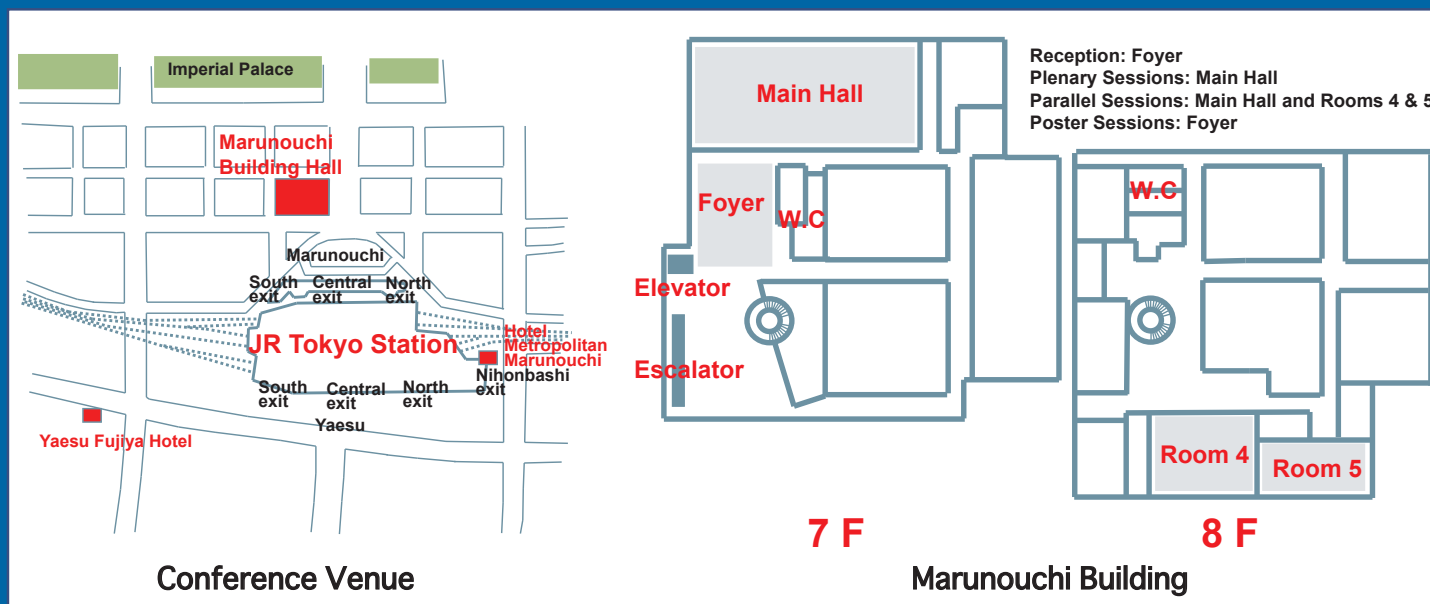 Imperial Palace
Marunouchi
Building Hall
Marunouchi
South
exit
Central
exit
North
exit
JR Tokyo Station
Hotel
Metropolitan
Marunouchi
Nihonbashi
exit
South
exit
Central
exit
North
exit
Yaesu
Yaesu Fujiya Hotel
Conference Venue
Main Hall
Foyer
W.C
Elevator
Escalator
7 F
Reception: Foyer
Plenary Sessions: Main Hall
Parallel Sessions: Main Hall and Rooms 4 & 5
Poster Sessions: Foyer
W.C
Room 4
Room 5
8 F
Marunouchi Building